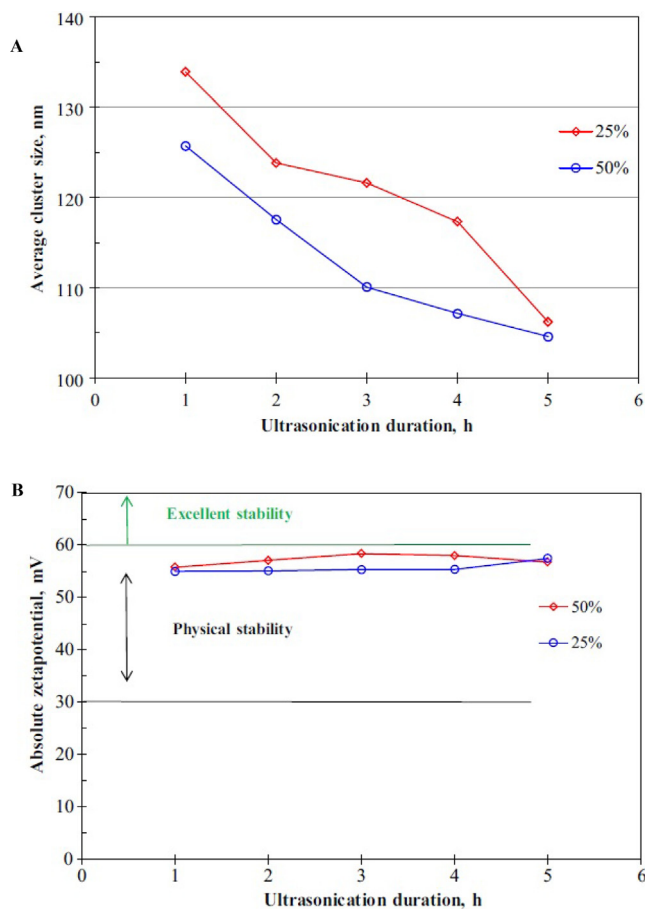 A
140
130
120
110
100
Average cluster size, nm
25%
50%
0 1 2 3 4 5 6
Ultrasonication duration, h
B
70
60
50
40
30
20
10
0
Absolute zetapotential, mV
Excellent stability
Physical stability
50%
25%
0 1 2 3 4 5 6
Ultrasonication duration, h